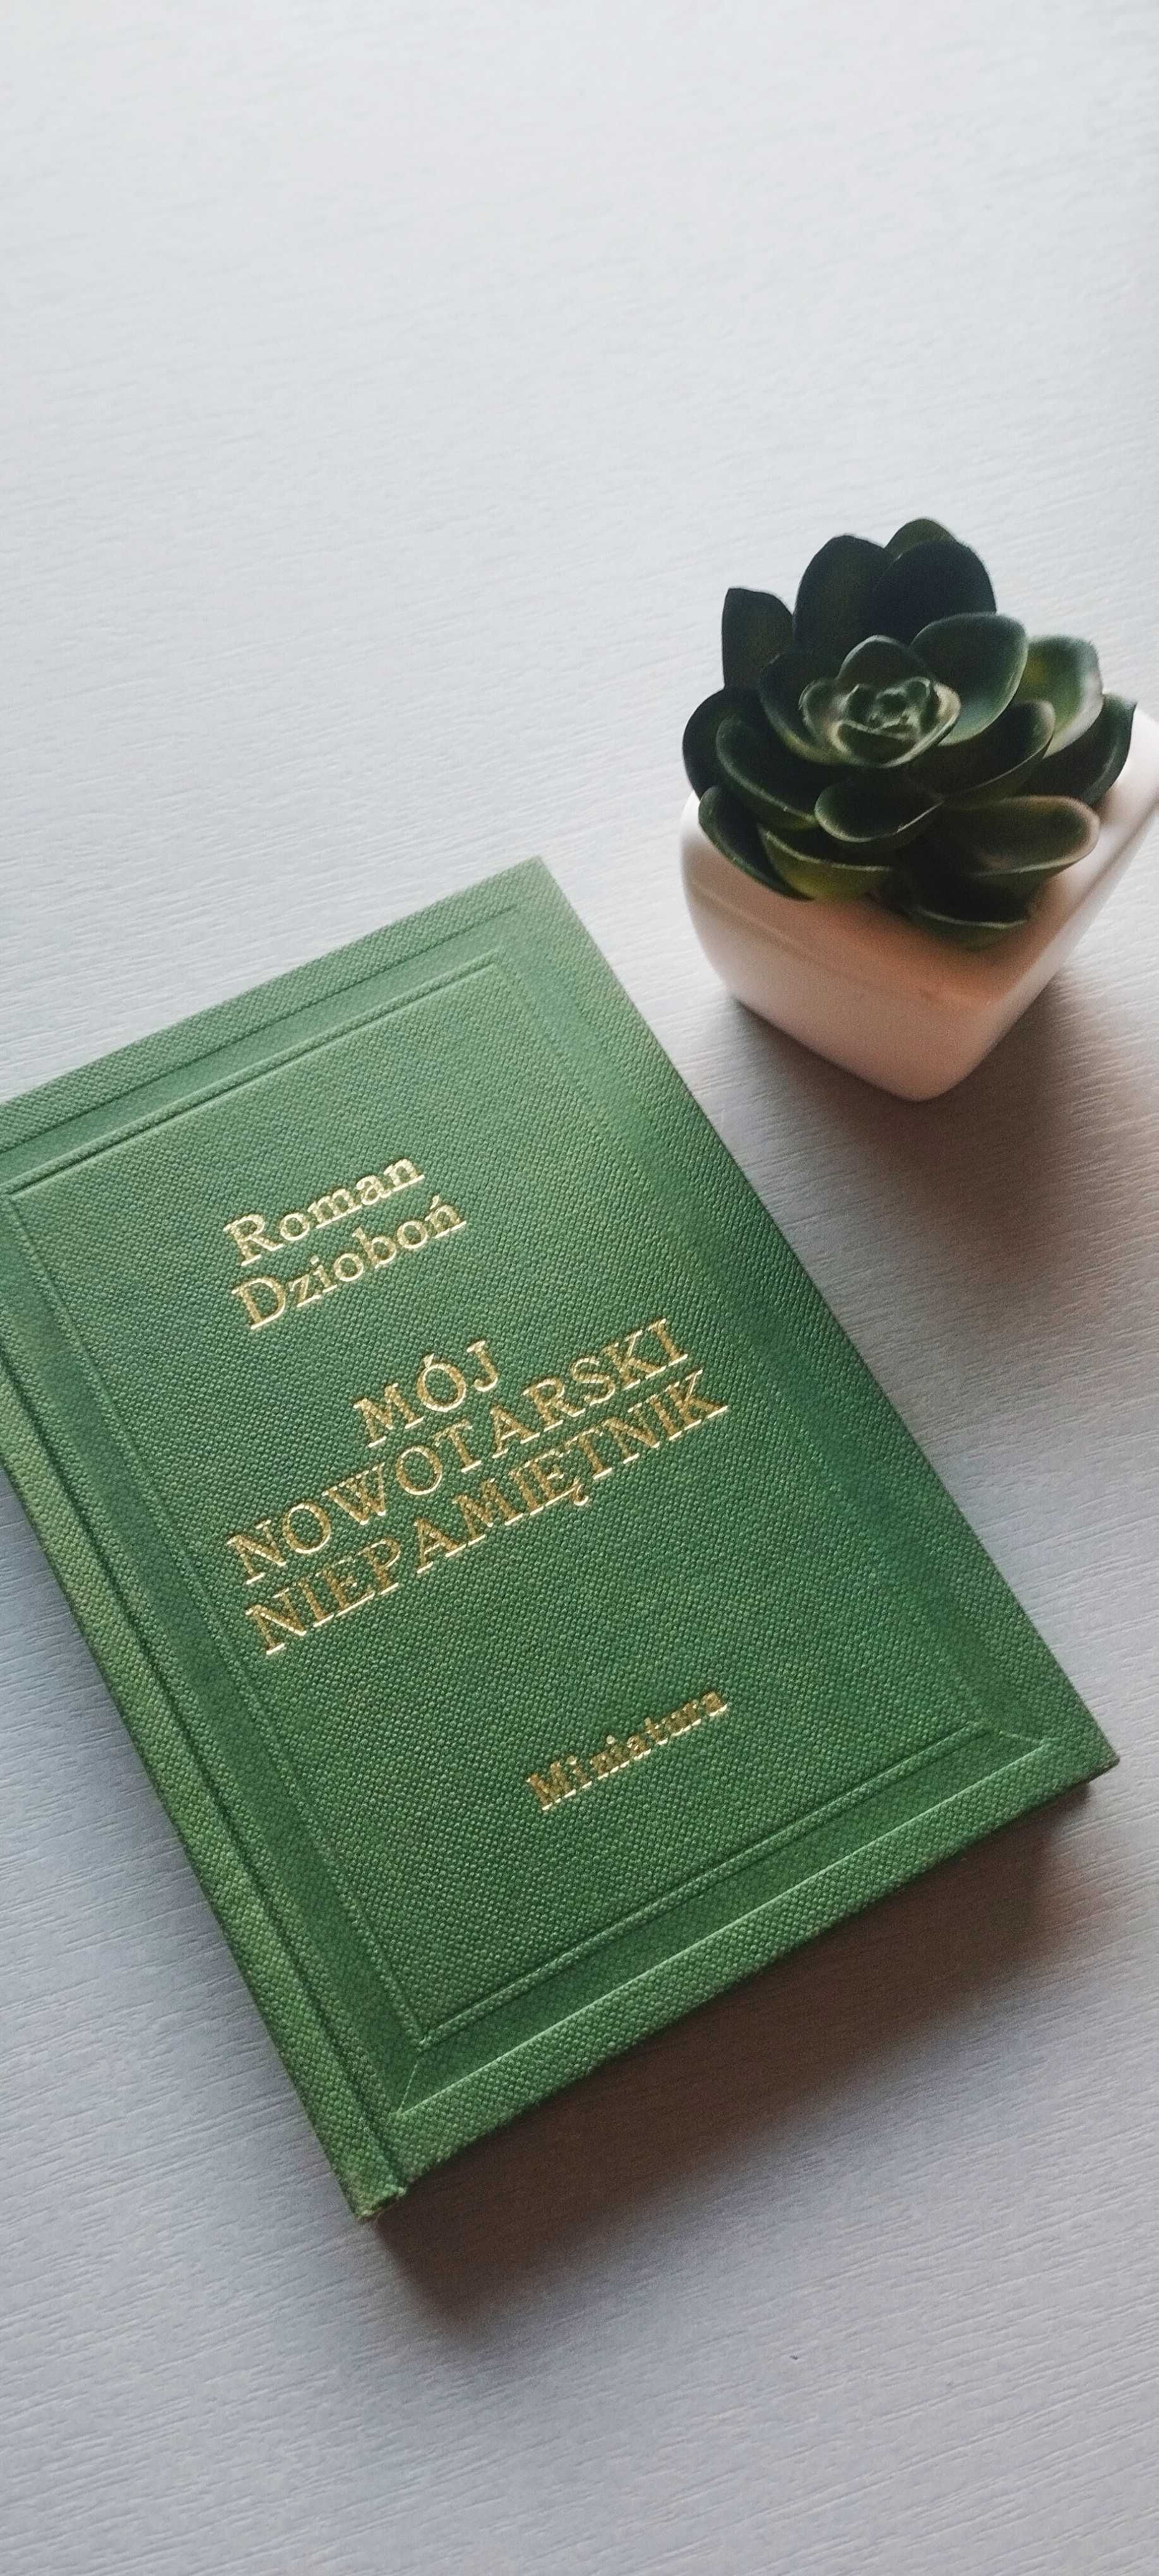 Roman
Dzioboń
MÓJ
NOWOTARSKI
NIEPAMIĘTNIK
Miniatura